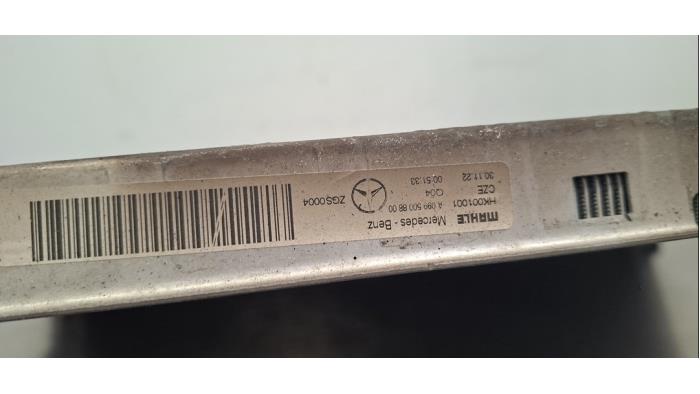 MAHLE Mercedes - Benz
HK001001 A 099 500 88 00
CZE Q04
30.11.22 00:51:33 ZGS0004